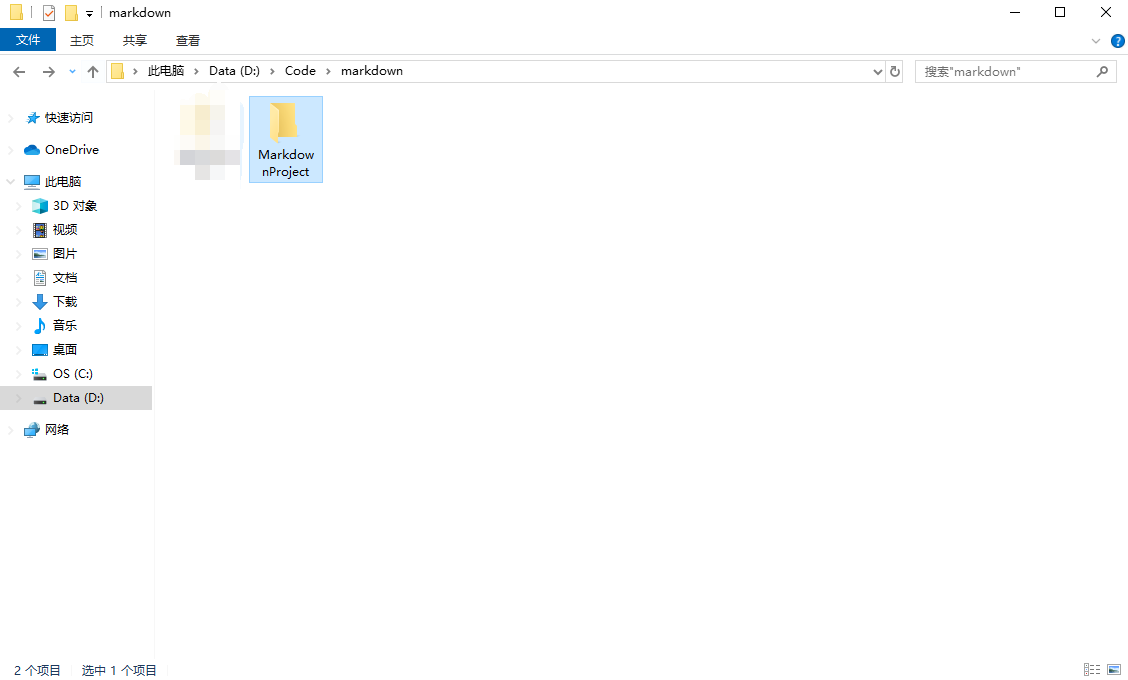 markdown
文件 主页 共享 查看
此电脑 Data (D:) Code markdown 搜索"markdown"
快速访问
OneDrive
此电脑
3D 对象
视频
图片
文档
下载
音乐
桌面
OS (C:)
Data (D:)
网络
Markdow
nProject
2 个项目 选中 1 个项目